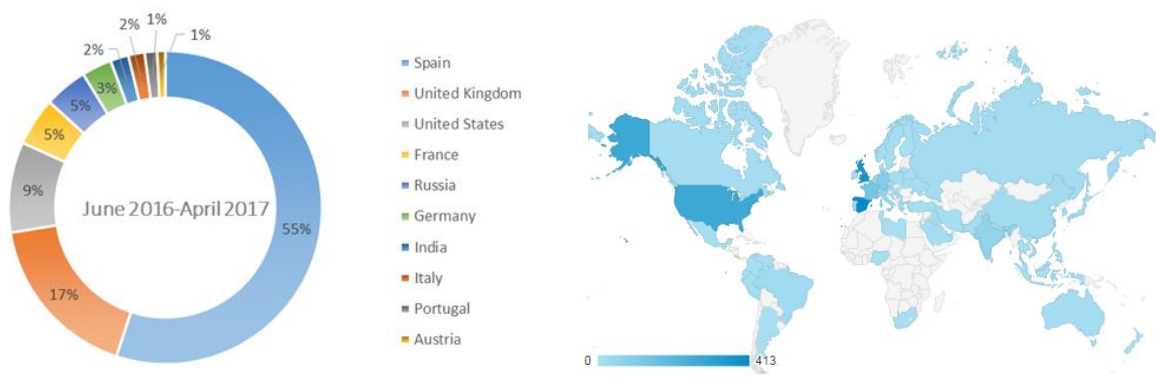 1%
2%
1%
2%
3%
5%
5%
9%
17%
55%
June 2016-April 2017
Spain
United Kingdom
United States
France
Russia
Germany
India
Italy
Portugal
Austria
0
413